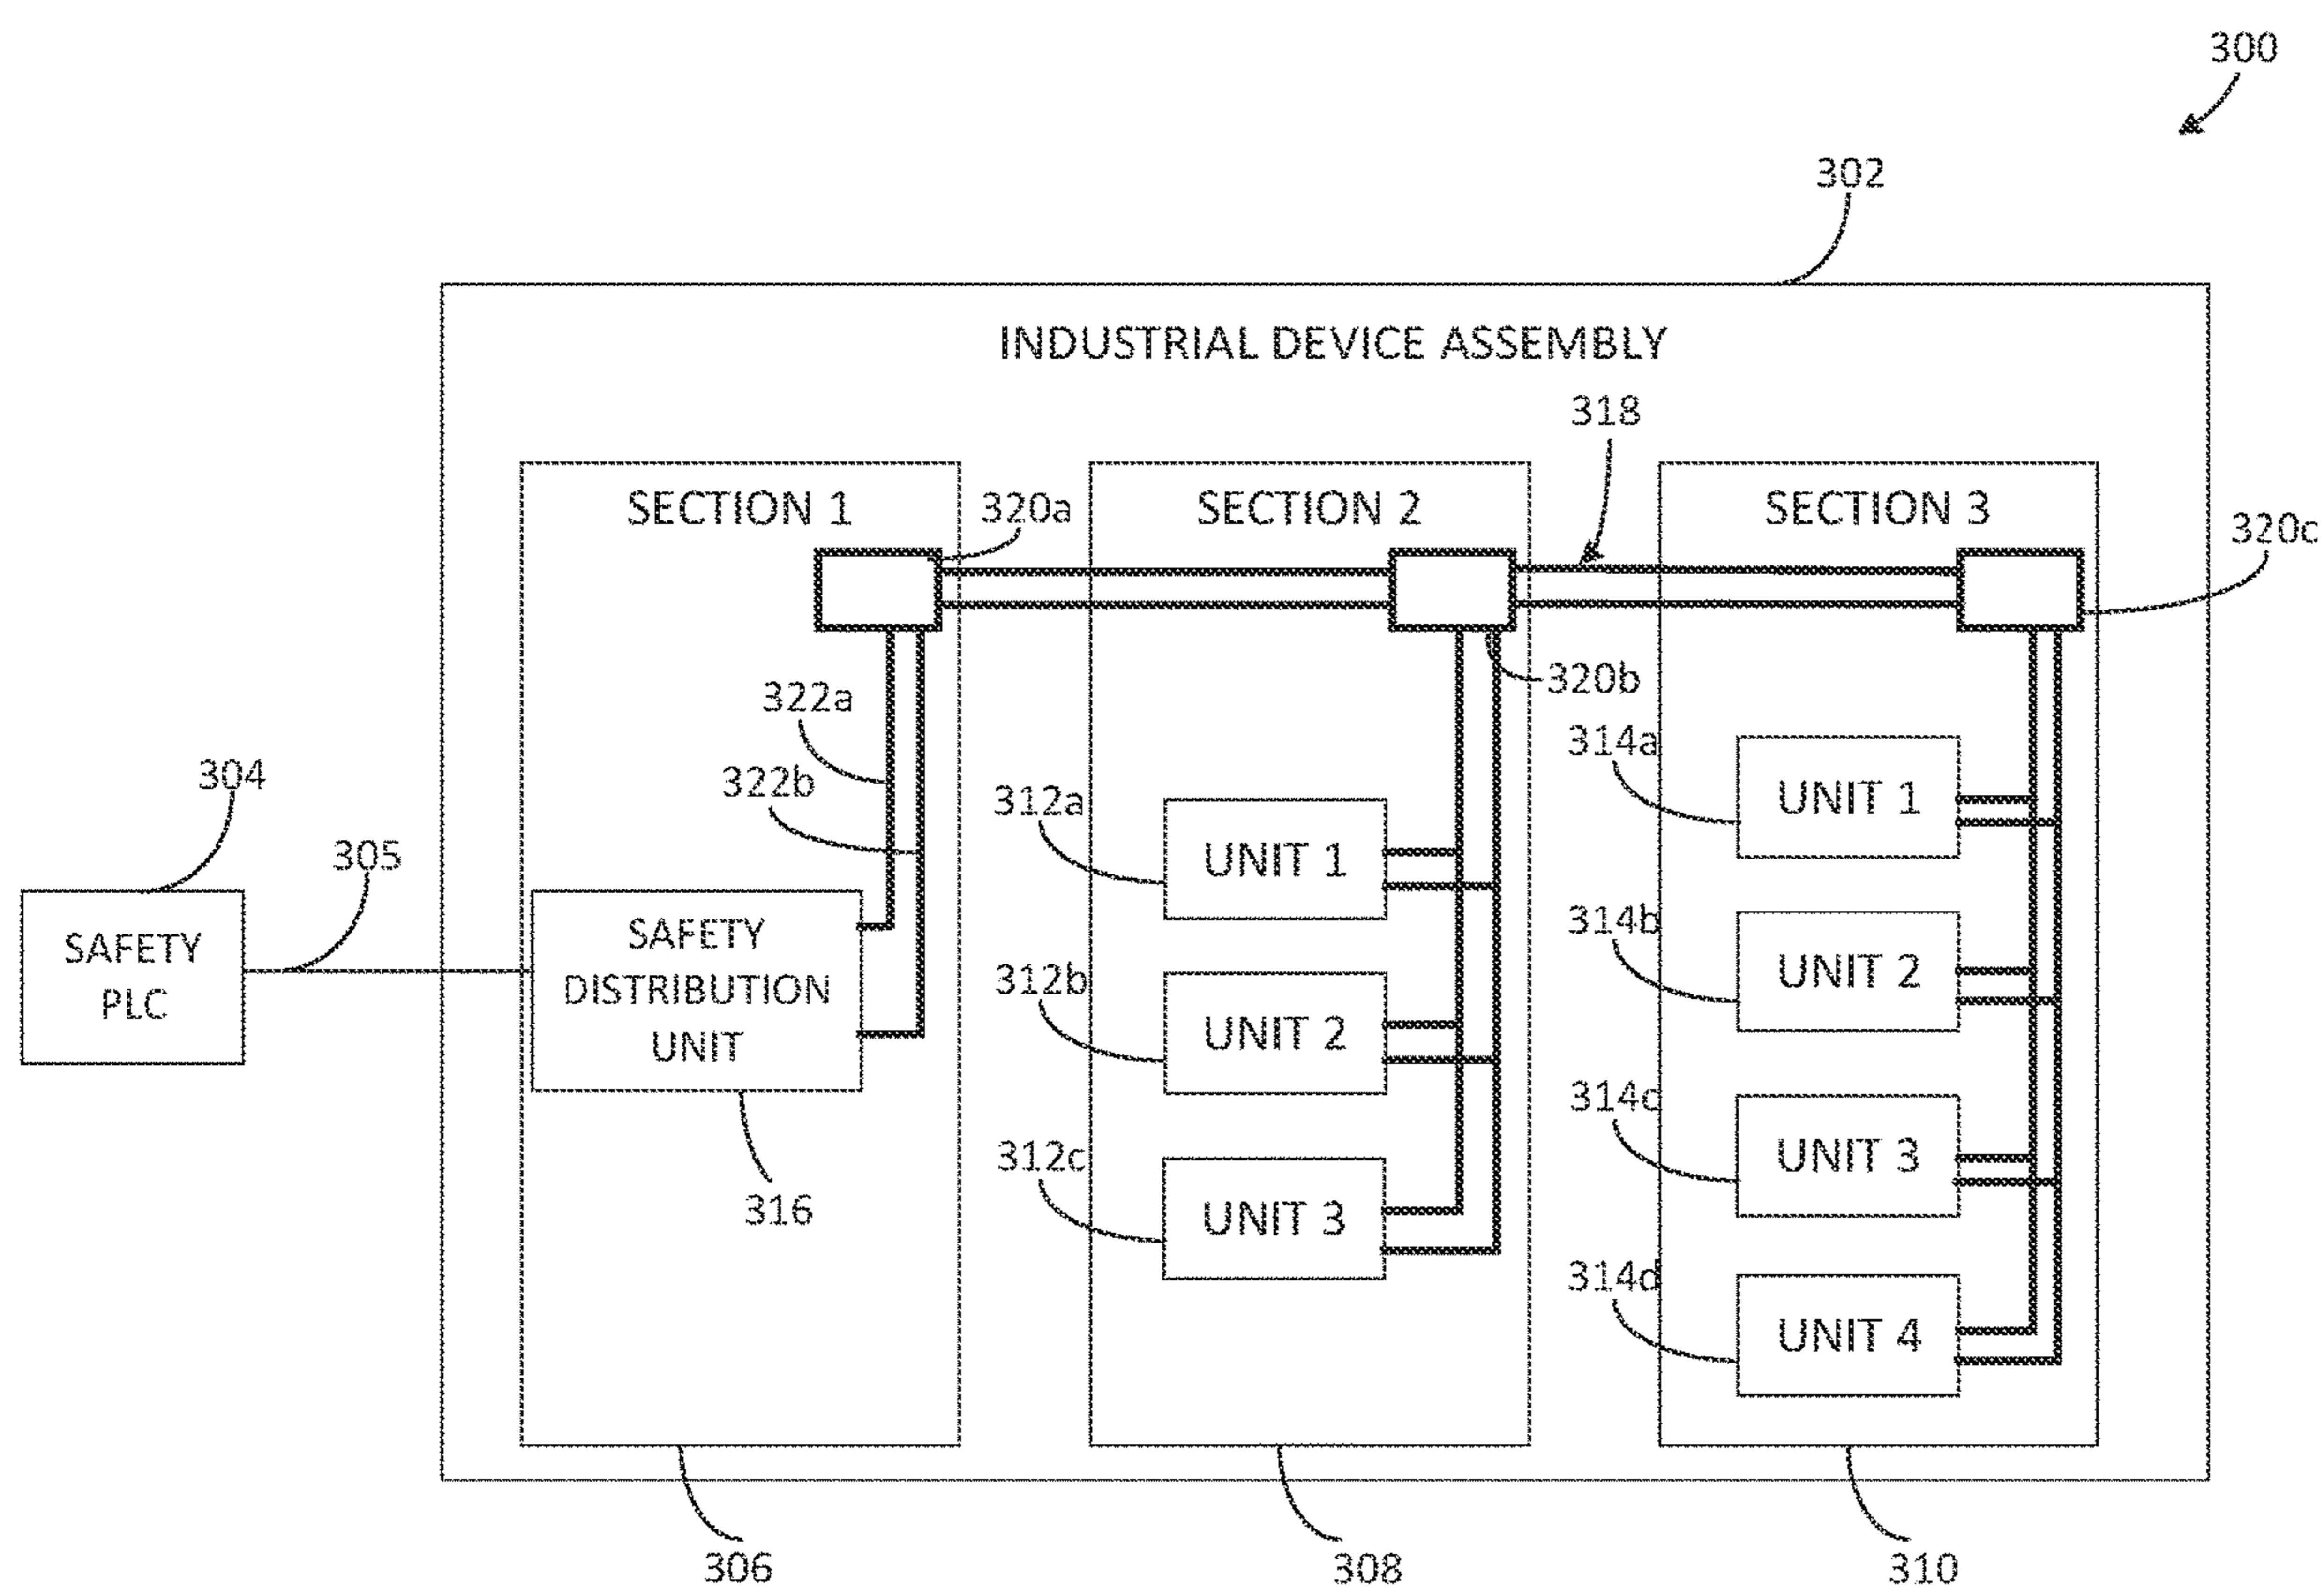 300
302
INDUSTRIAL DEVICE ASSEMBLY
318
SECTION 1
320a
SECTION 2
SECTION 3
320c
320b
322a
322b
304
305
SAFETY
PLC
SAFETY
DISTRIBUTION
UNIT
316
312a
UNIT 1
312b
UNIT 2
312c
UNIT 3
314a
UNIT 1
314b
UNIT 2
314c
UNIT 3
314d
UNIT 4
306
308
310